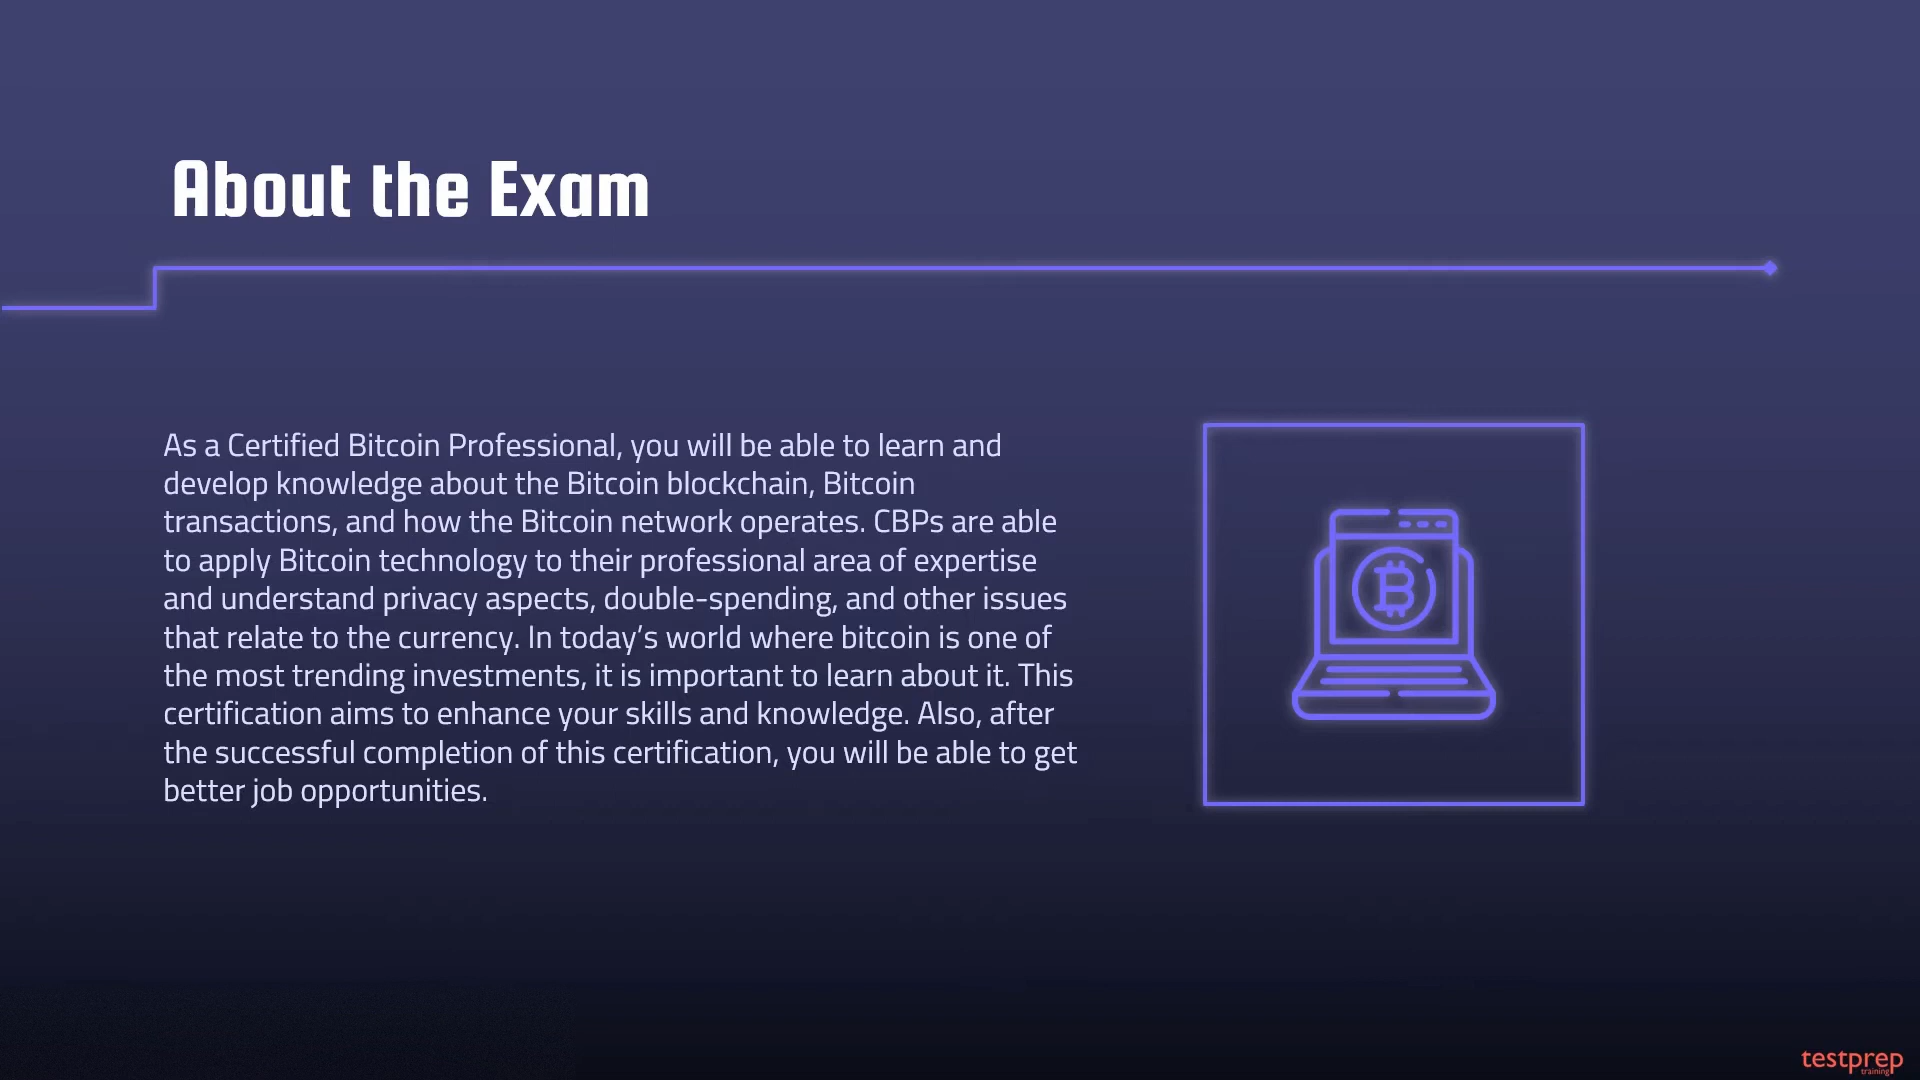 About the Exam
As a Certified Bitcoin Professional, you will be able to learn and
develop knowledge about the Bitcoin blockchain, Bitcoin
transactions, and how the Bitcoin network operates. CBPs are able
to apply Bitcoin technology to their professional area of expertise
and understand privacy aspects, double-spending, and other issues
that relate to the currency. In today’s world where bitcoin is one of
the most trending investments, it is important to learn about it. This
certification aims to enhance your skills and knowledge. Also, after
the successful completion of this certification, you will be able to get
better job opportunities.
testprep
training